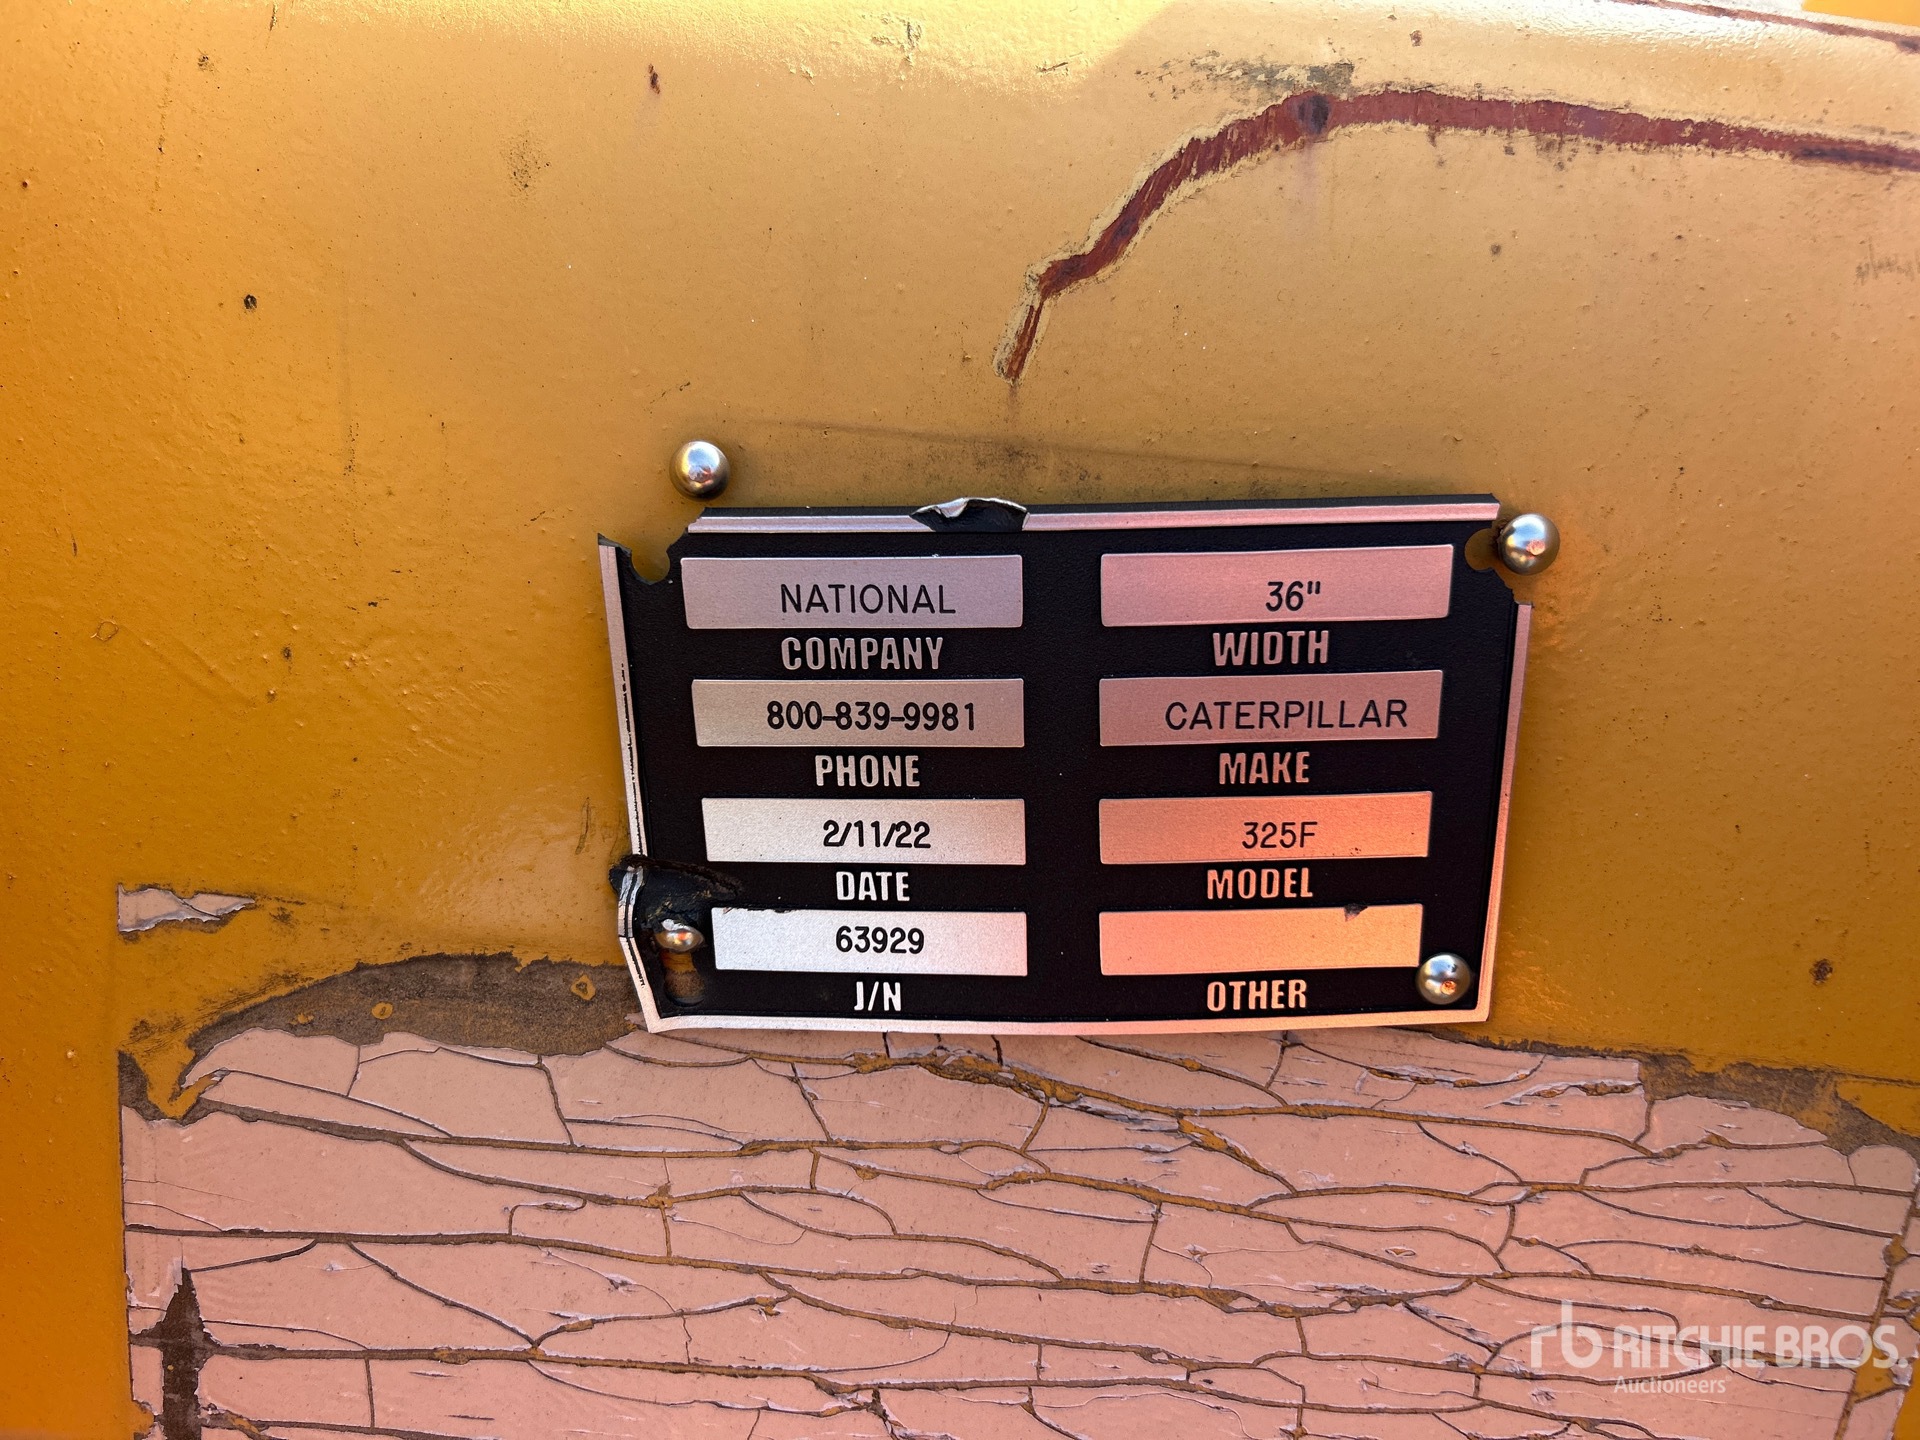 NATIONAL
COMPANY
800-839-9981
PHONE
2/11/22
DATE
63929
J/N
36"
WIDTH
CATERPILLAR
MAKE
325F
MODEL
OTHER
rb RITCHIE BROS.
Auctioneers